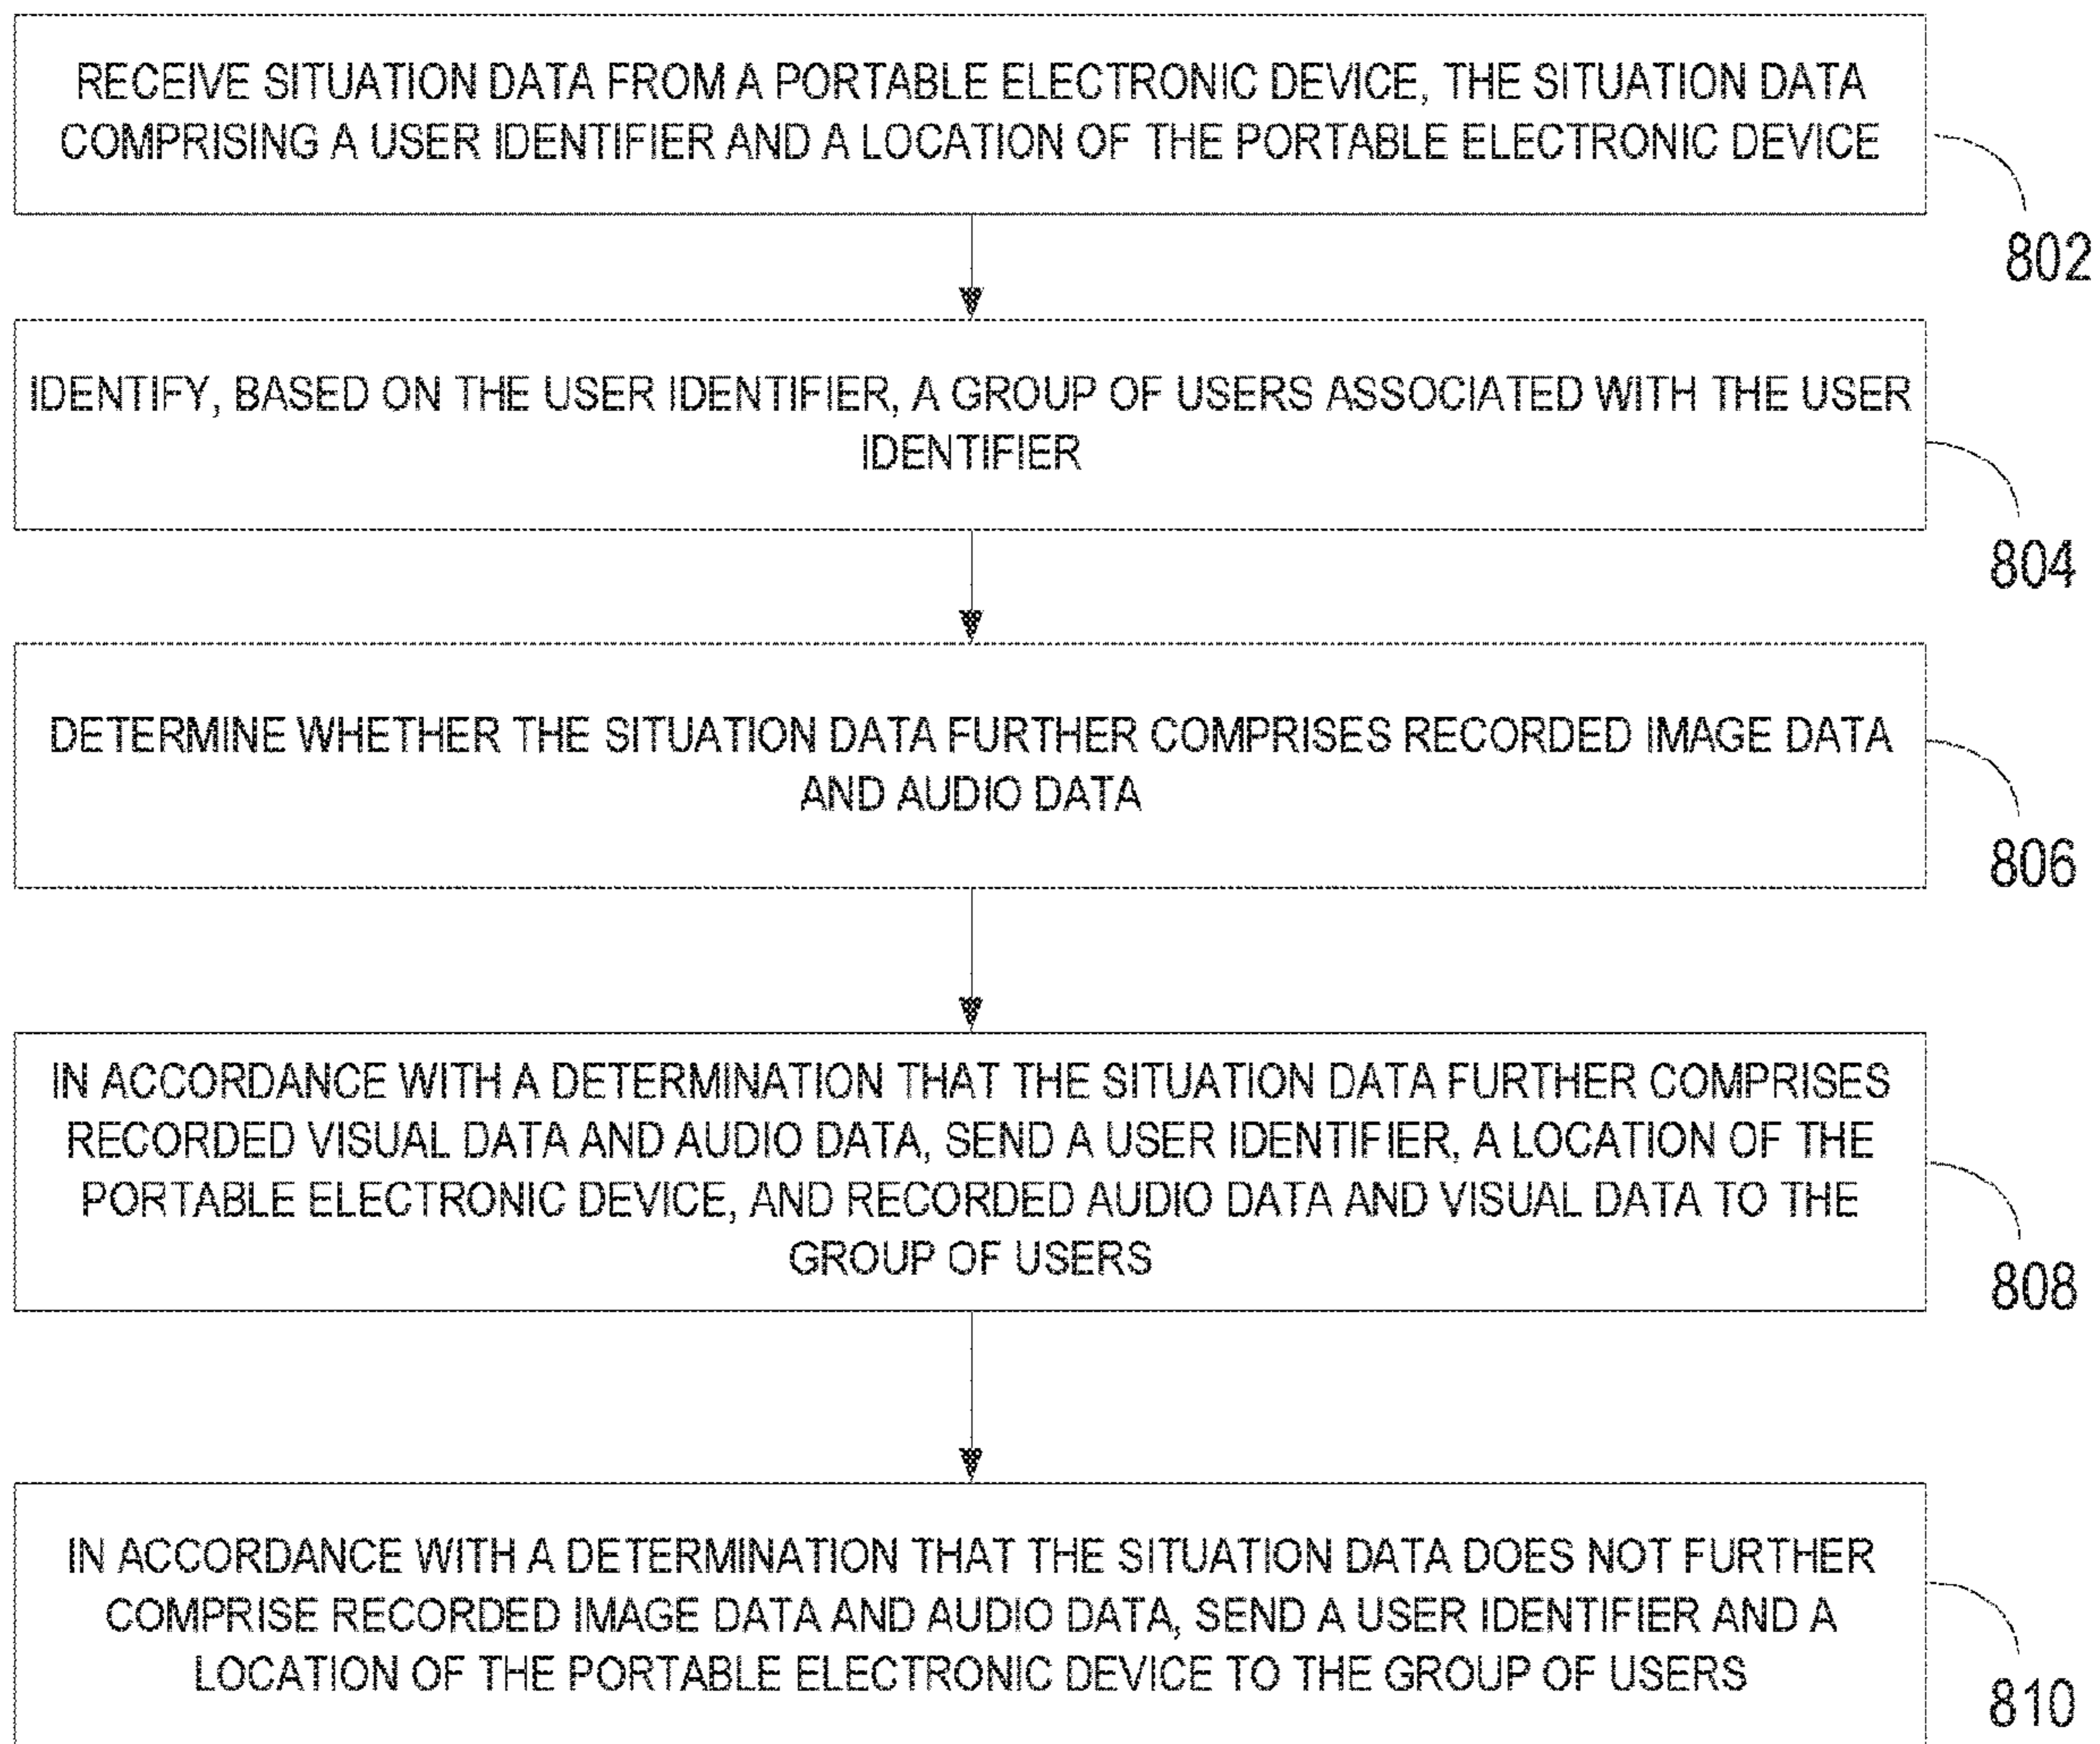 RECEIVE SITUATION DATA FROM A PORTABLE ELECTRONIC DEVICE, THE SITUATION DATA
COMPRISING A USER IDENTIFIER AND A LOCATION OF THE PORTABLE ELECTRONIC DEVICE
802
IDENTIFY, BASED ON THE USER IDENTIFIER, A GROUP OF USERS ASSOCIATED WITH THE USER
IDENTIFIER
804
DETERMINE WHETHER THE SITUATION DATA FURTHER COMPRISES RECORDED IMAGE DATA
AND AUDIO DATA
806
IN ACCORDANCE WITH A DETERMINATION THAT THE SITUATION DATA FURTHER COMPRISES
RECORDED VISUAL DATA AND AUDIO DATA, SEND A USER IDENTIFIER, A LOCATION OF THE
PORTABLE ELECTRONIC DEVICE, AND RECORDED AUDIO DATA AND VISUAL DATA TO THE
GROUP OF USERS
808
IN ACCORDANCE WITH A DETERMINATION THAT THE SITUATION DATA DOES NOT FURTHER
COMPRISE RECORDED IMAGE DATA AND AUDIO DATA, SEND A USER IDENTIFIER AND A
LOCATION OF THE PORTABLE ELECTRONIC DEVICE TO THE GROUP OF USERS
810